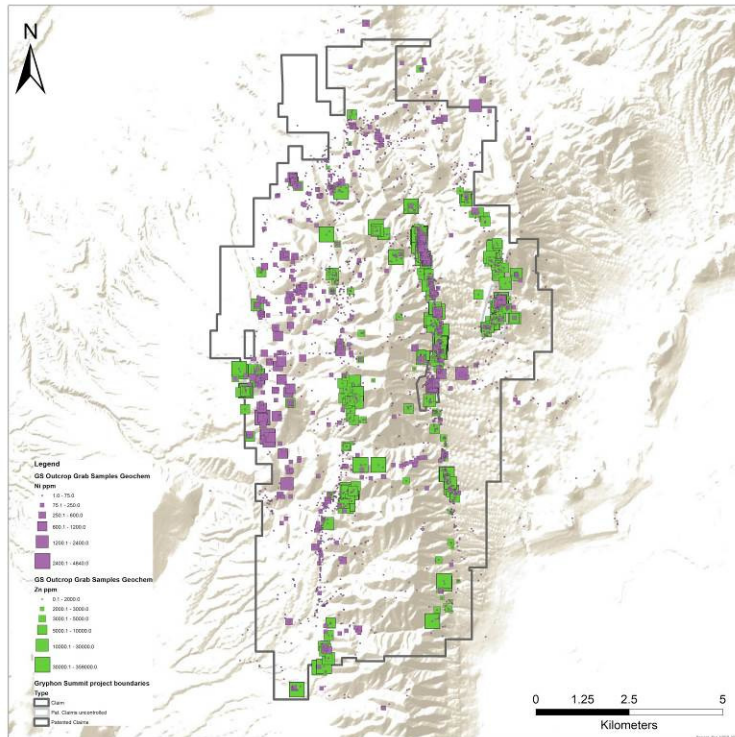 N
Legend
GS Outcrop Grab Samples Geochem
Ni ppm
1.0 - 75.0
75.1 - 250.0
250.1 - 600.0
600.1 - 1200.0
1200.1 - 2400.0
2400.1 - 4640.0
GS Outcrop Grab Samples Geochem
Zn ppm
0.1 - 2000.0
2000.1 - 3000.0
3000.1 - 5000.0
5000.1 - 10000.0
10000.1 - 30000.0
Gryphon Summit project boundaries
Type
Claim
Pat. Claims uncontrolled
Patented Claims
0 1.25 2.5 5
Kilometers